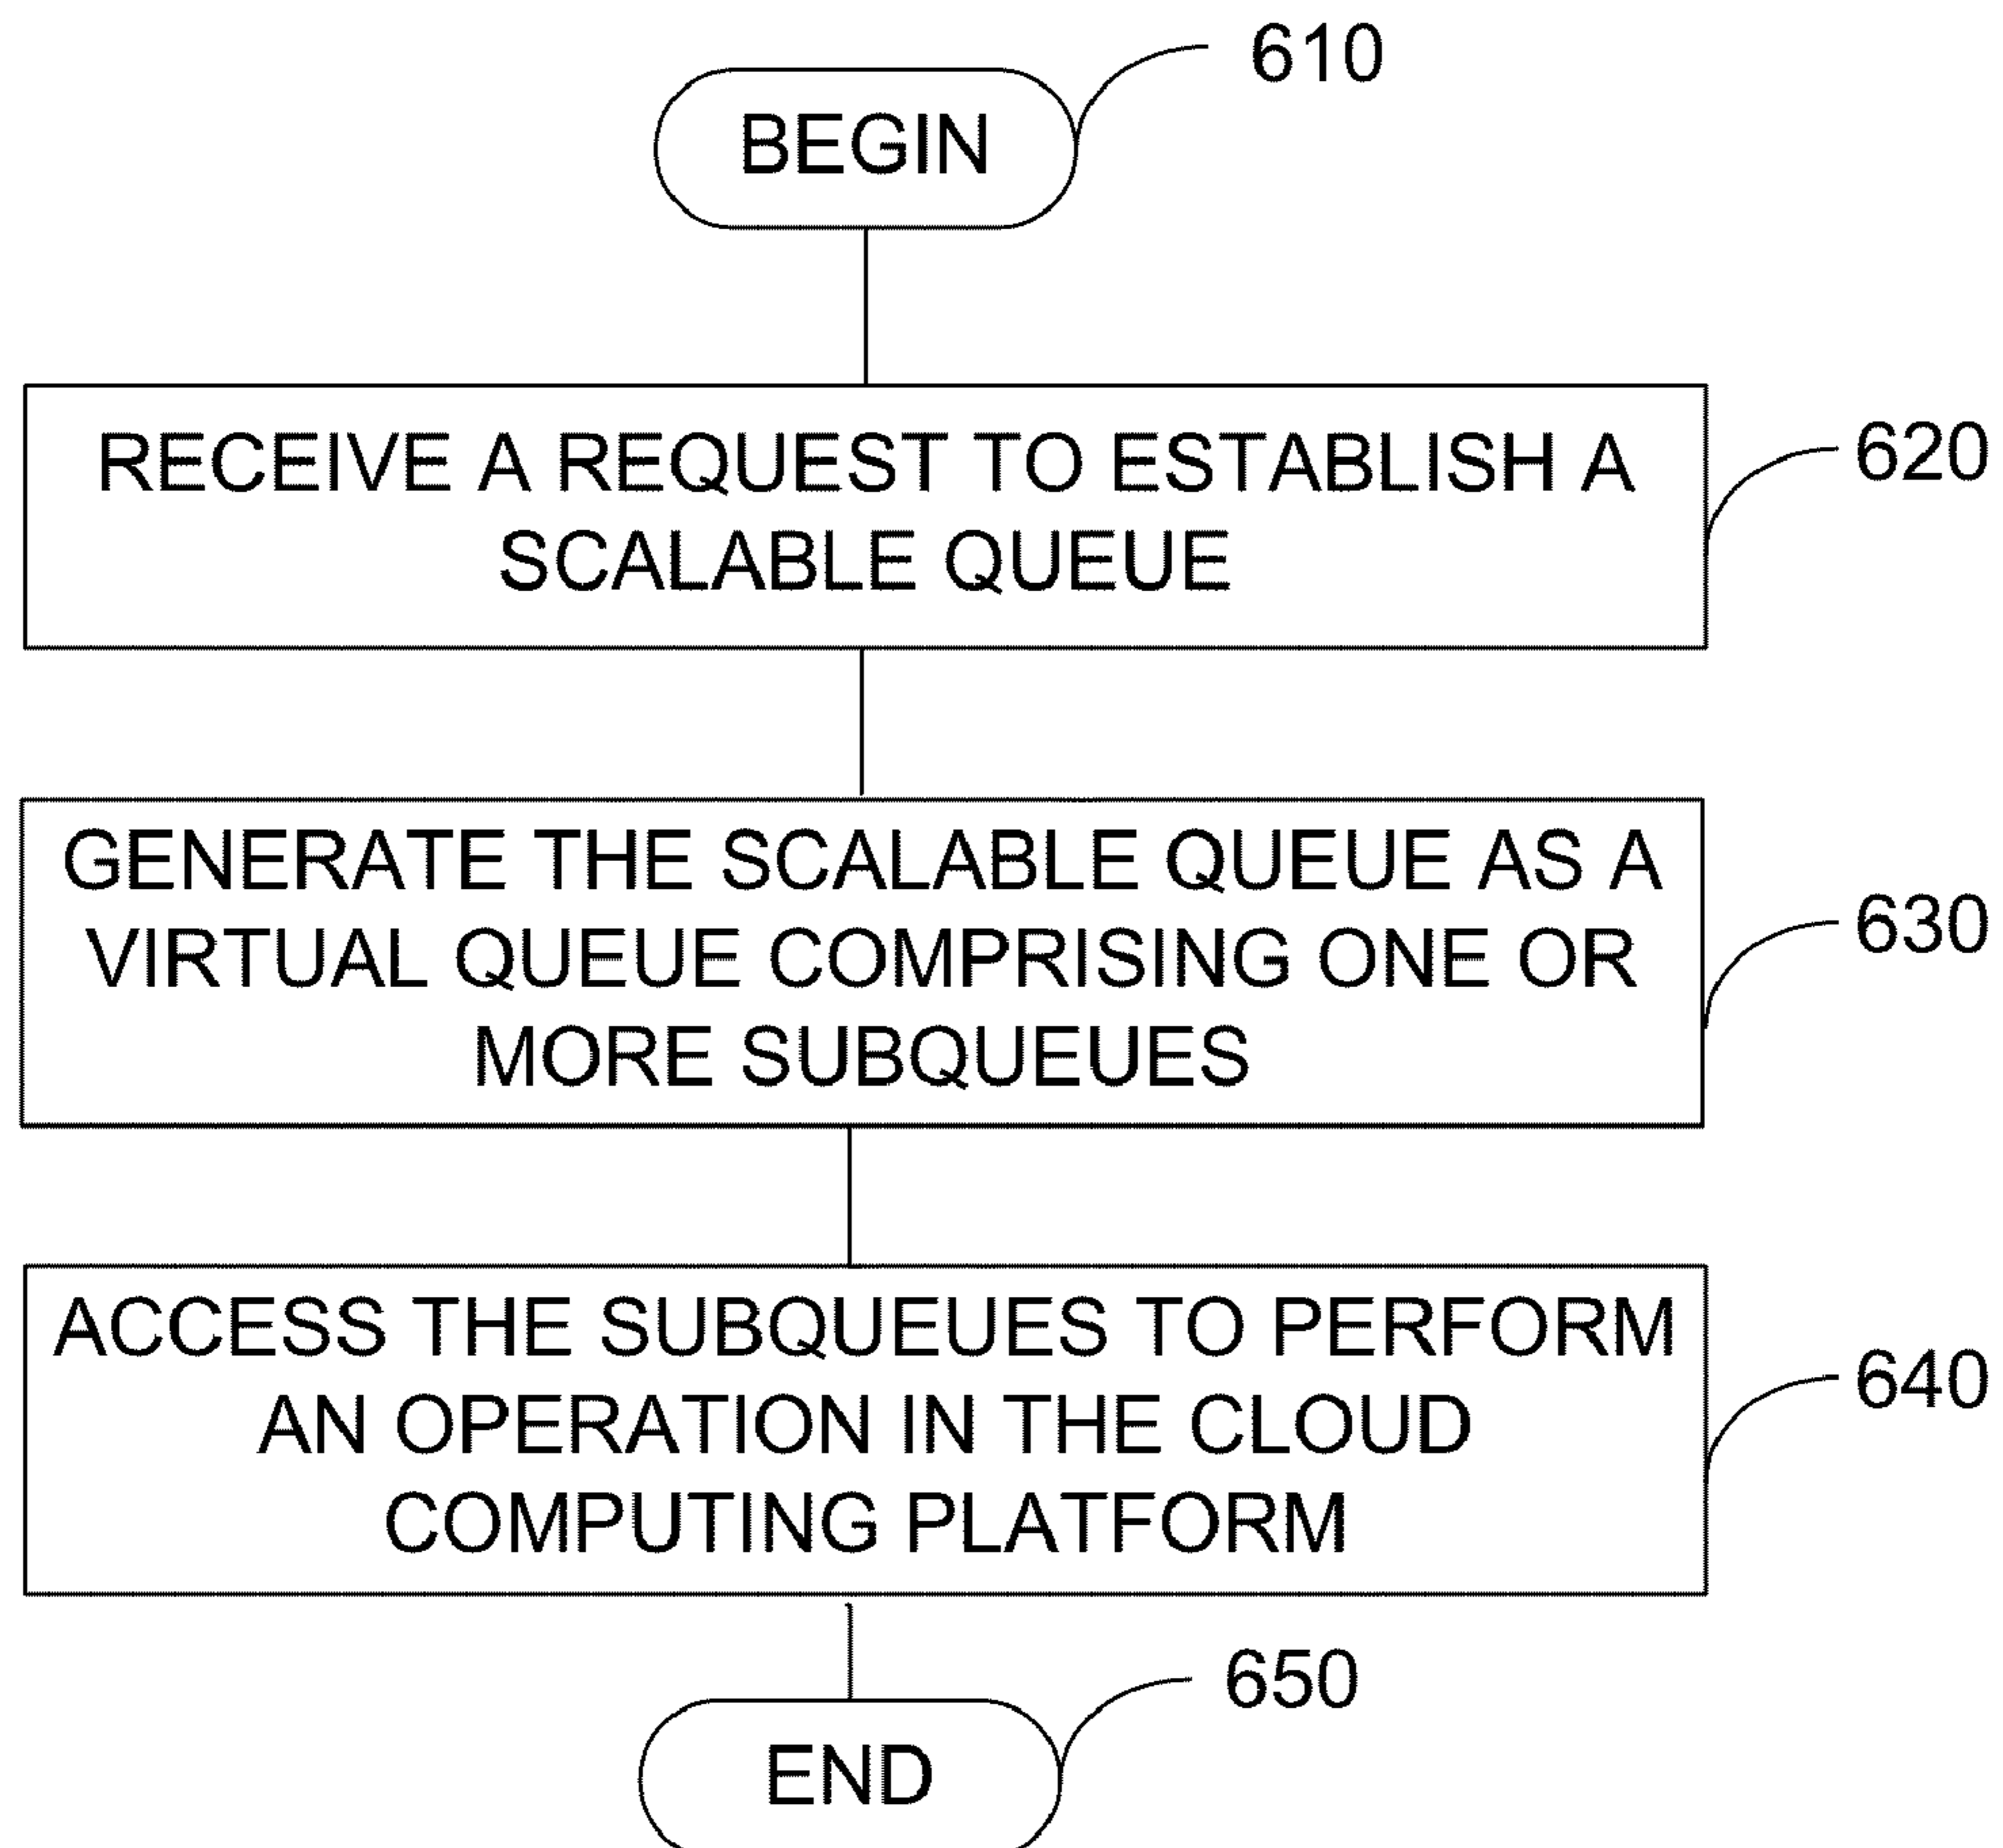 610
BEGIN
RECEIVE A REQUEST TO ESTABLISH A
SCALABLE QUEUE
620
GENERATE THE SCALABLE QUEUE AS A
VIRTUAL QUEUE COMPRISING ONE OR
MORE SUBQUEUES
630
ACCESS THE SUBQUEUES TO PERFORM
AN OPERATION IN THE CLOUD
COMPUTING PLATFORM
640
650
END